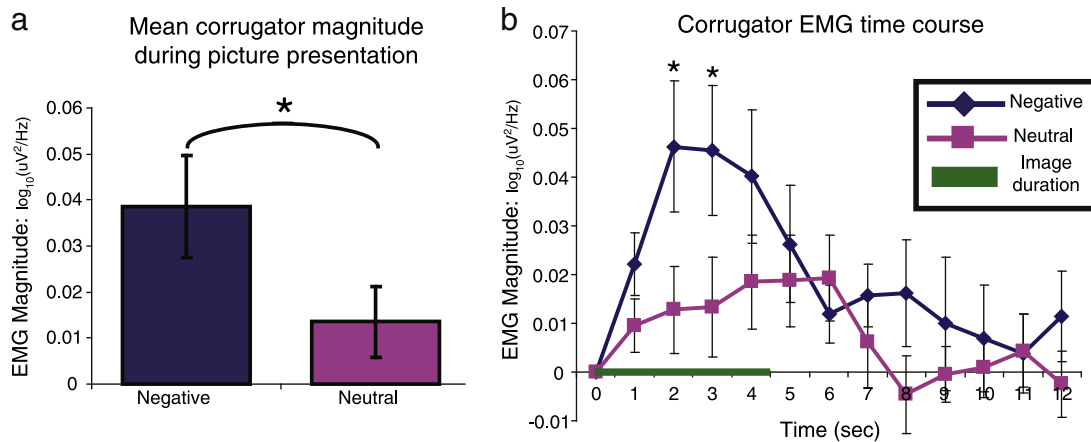 a
Mean corrugator magnitude
during picture presentation
EMG Magnitude: log10(uV2/Hz)
0.06
0.05
0.04
0.03
0.02
0.01
0
*
Negative
Neutral
b
Corrugator EMG time course
EMG Magnitude: log10(uV2/Hz)
0.07
0.06
0.05
0.04
0.03
0.02
0.01
0
-0.01
* *
Negative
Neutral
Image
duration
0 1 2 3 4 5 6 7 8 9 10 11 12
Time (sec)